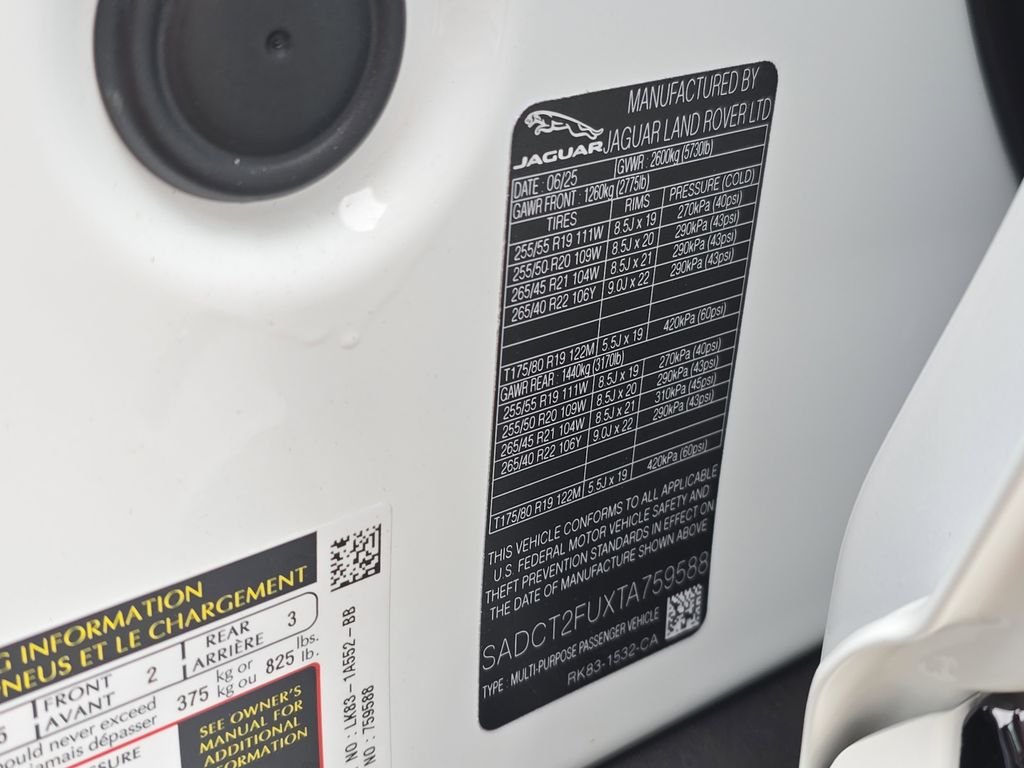 MANUFACTURED BY
JAGUAR JAGUAR LAND ROVER LTD
DATE : 06/25 GVWR : 2600kg (5730lb)
GAWR FRONT : 1260kg (2775lb)
TIRES RIMS PRESSURE (COLD)
255/55 R19 111W 8.5J x 19 270kPa (40psi)
255/50 R20 109W 8.5J x 20 290kPa (43psi)
265/45 R21 104W 8.5J x 21 290kPa (43psi)
265/40 R22 106Y 9.0J x 22 290kPa (43psi)
T175/80 R19 122M 5.5J x 19 420kPa (60psi)
GAWR REAR 1440kg (3170lb)
255/55 R19 111W 8.5J x 19 270kPa (40psi)
255/50 R20 109W 8.5J x 20 290kPa (43psi)
265/45 R21 104W 8.5J x 21 310kPa (45psi)
265/40 R22 106Y 9.0J x 22 290kPa (43psi)
T175/80 R19 122M 5.5J x 19 420kPa (60psi)
THIS VEHICLE CONFORMS TO ALL APPLICABLE
U.S. FEDERAL MOTOR VEHICLE SAFETY AND
THEFT PREVENTION STANDARDS IN EFFECT ON
THE DATE OF MANUFACTURE SHOWN ABOVE
SADCT2FUXTA759588
TYPE : MULTI-PURPOSE PASSENGER VEHICLE
RK83-1532-CA
G INFORMATION
PNEUS ET LE CHARGEMENT
5 FRONT 2 REAR 3
AVANT ARRIÈRE
ould never exceed 375 kg or 825 lbs.
jamais dépasser kg ou lb.
SSURE
SEE OWNER'S
MANUAL FOR
ADDITIONAL
INFORMATION
NO : LK83-1A552-BB
NO : 759588